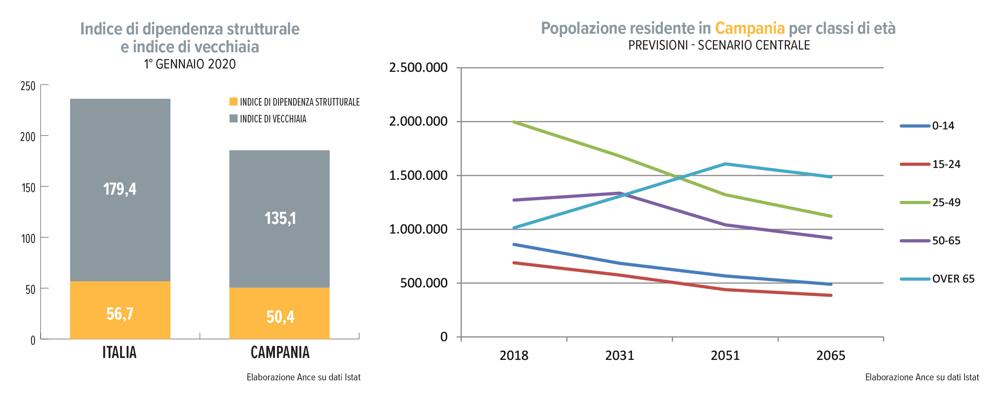 Indice di dipendenza strutturale
e indice di vecchiaia
1° GENNAIO 2020
250
200
150
100
50
0
INDICE DI DIPENDENZA STRUTTURALE
INDICE DI VECCHIAIA
179,4
135,1
56,7
50,4
ITALIA
CAMPANIA
Elaborazione Ance su dati Istat
Popolazione residente in Campania per classi di età
PREVISIONI - SCENARIO CENTRALE
2.500.000
2.000.000
1.500.000
1.000.000
500.000
0
2018
2031
2051
2065
0-14
15-24
25-49
50-65
OVER 65
Elaborazione Ance su dati Istat